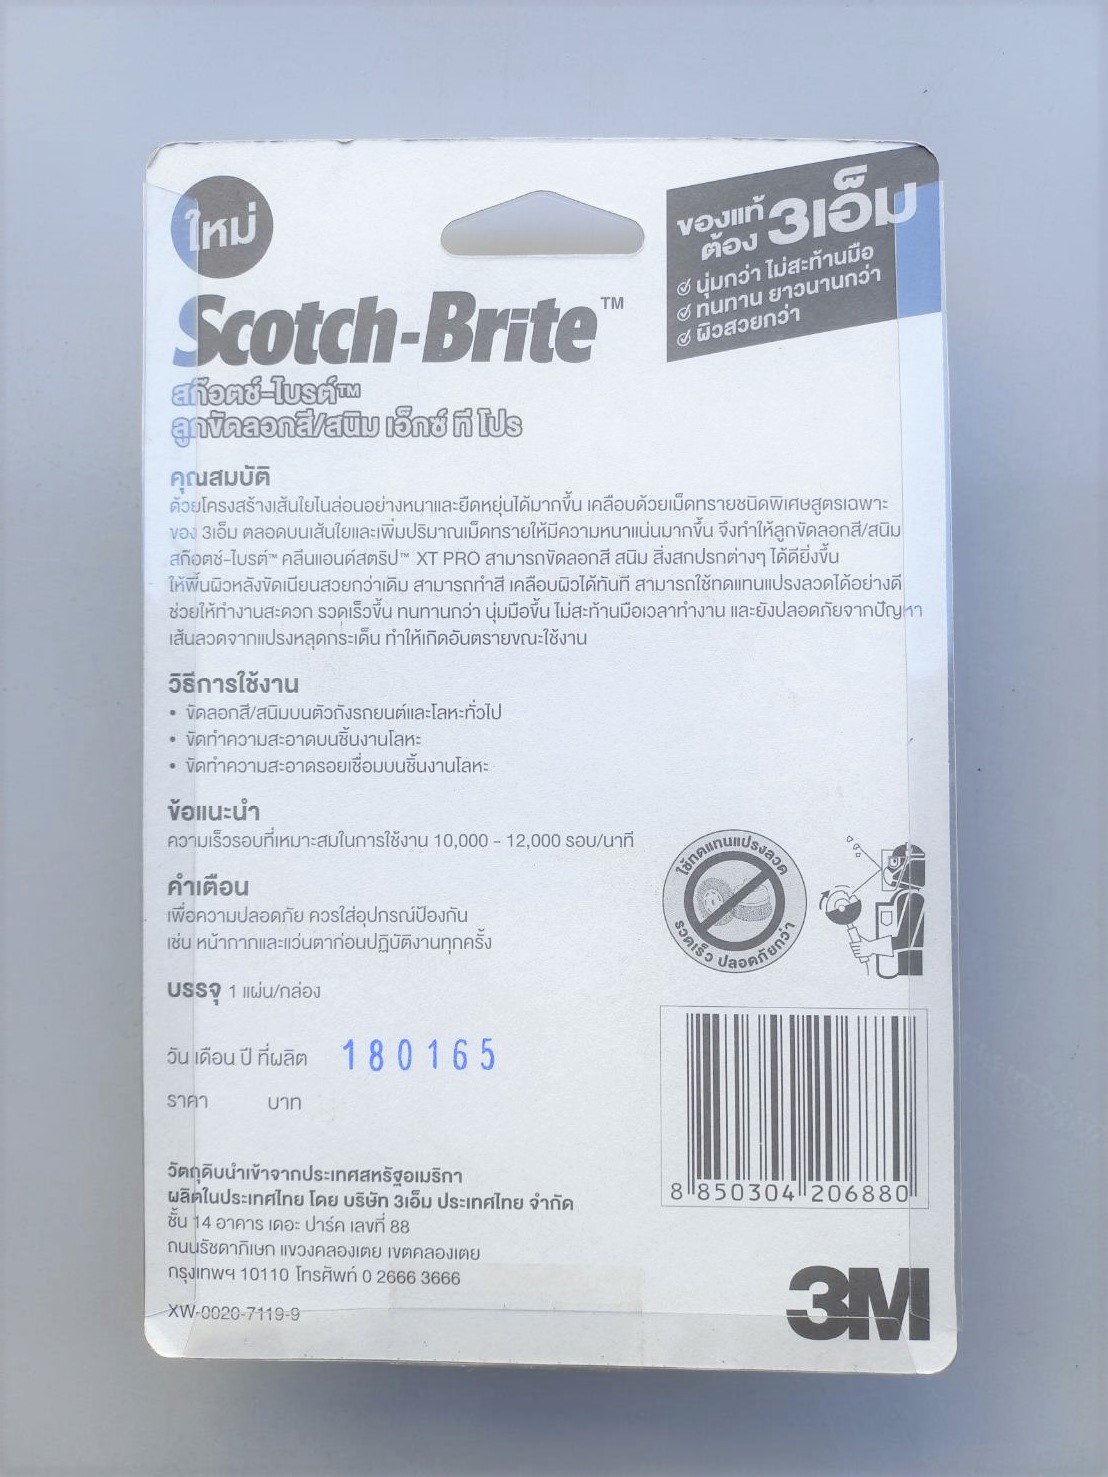 ใหม่
ของแท้
ต้อง 3เอ็ม
นุ่มกว่า ไม่สะท้านมือ
ทนทาน ยาวนานกว่า
ผิวสวยกว่า
Scotch-Brite™
สก๊อตช์-ไบรต์™
ลูกขัดลอกสี/สนิม เอ็กซ์ ที โปร
คุณสมบัติ
ด้วยโครงสร้างเส้นใยไนล่อนอย่างหนาและยืดหยุ่นได้มากขึ้น เคลือบด้วยเม็ดทรายชนิดพิเศษสูตรเฉพาะ
ของ 3เอ็ม ตลอดบนเส้นใยและเพิ่มปริมาณเม็ดทรายให้มีความหนาแน่นมากขึ้น จึงทำให้ลูกขัดลอกสี/สนิม
สก๊อตช์-ไบรต์™ คลีนแอนด์สตริป™ XT PRO สามารถขัดลอกสี สนิม สิ่งสกปรกต่างๆ ได้ดียิ่งขึ้น
ให้พื้นผิวหลังขัดเนียนสวยกว่าเดิม สามารถทำสี เคลือบผิวได้ทันที สามารถใช้ทดแทนแปรงลวดได้อย่างดี
ช่วยให้ทำงานสะดวก รวดเร็วขึ้น ทนทานกว่า นุ่มมือขึ้น ไม่สะท้านมือเวลาทำงาน และยังปลอดภัยจากปัญหา
เส้นลวดจากแปรงหลุดกระเด็น ทำให้เกิดอันตรายขณะใช้งาน
วิธีการใช้งาน
• ขัดลอกสี/สนิมบนตัวถังรถยนต์และโลหะทั่วไป
• ขัดทำความสะอาดบนชิ้นงานโลหะ
• ขัดทำความสะอาดรอยเชื่อมบนชิ้นงานโลหะ
ข้อแนะนำ
ความเร็วรอบที่เหมาะสมในการใช้งาน 10,000 - 12,000 รอบ/นาที
คำเตือน
เพื่อความปลอดภัย ควรใส่อุปกรณ์ป้องกัน
เช่น หน้ากากและแว่นตาก่อนปฏิบัติงานทุกครั้ง
ใช้ทดแทนแปรงลวด
รวดเร็ว ปลอดภัยกว่า
บรรจุ 1 แผ่น/กล่อง
วัน เดือน ปี ที่ผลิต 180165
ราคา บาท
8 850304 206880
วัตถุดิบนำเข้าจากประเทศสหรัฐอเมริกา
ผลิตในประเทศไทย โดย บริษัท 3เอ็ม ประเทศไทย จำกัด
ชั้น 14 อาคาร เดอะ ปาร์ค เลขที่ 88
ถนนรัชดาภิเษก แขวงคลองเตย เขตคลองเตย
กรุงเทพฯ 10110 โทรศัพท์ 0 2666 3666
XW-0020-7119-9
3M